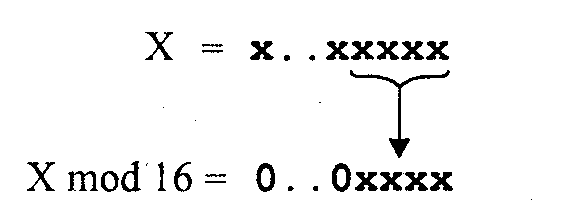 X = x..xxxxx
X mod 16 = 0..0xxxx